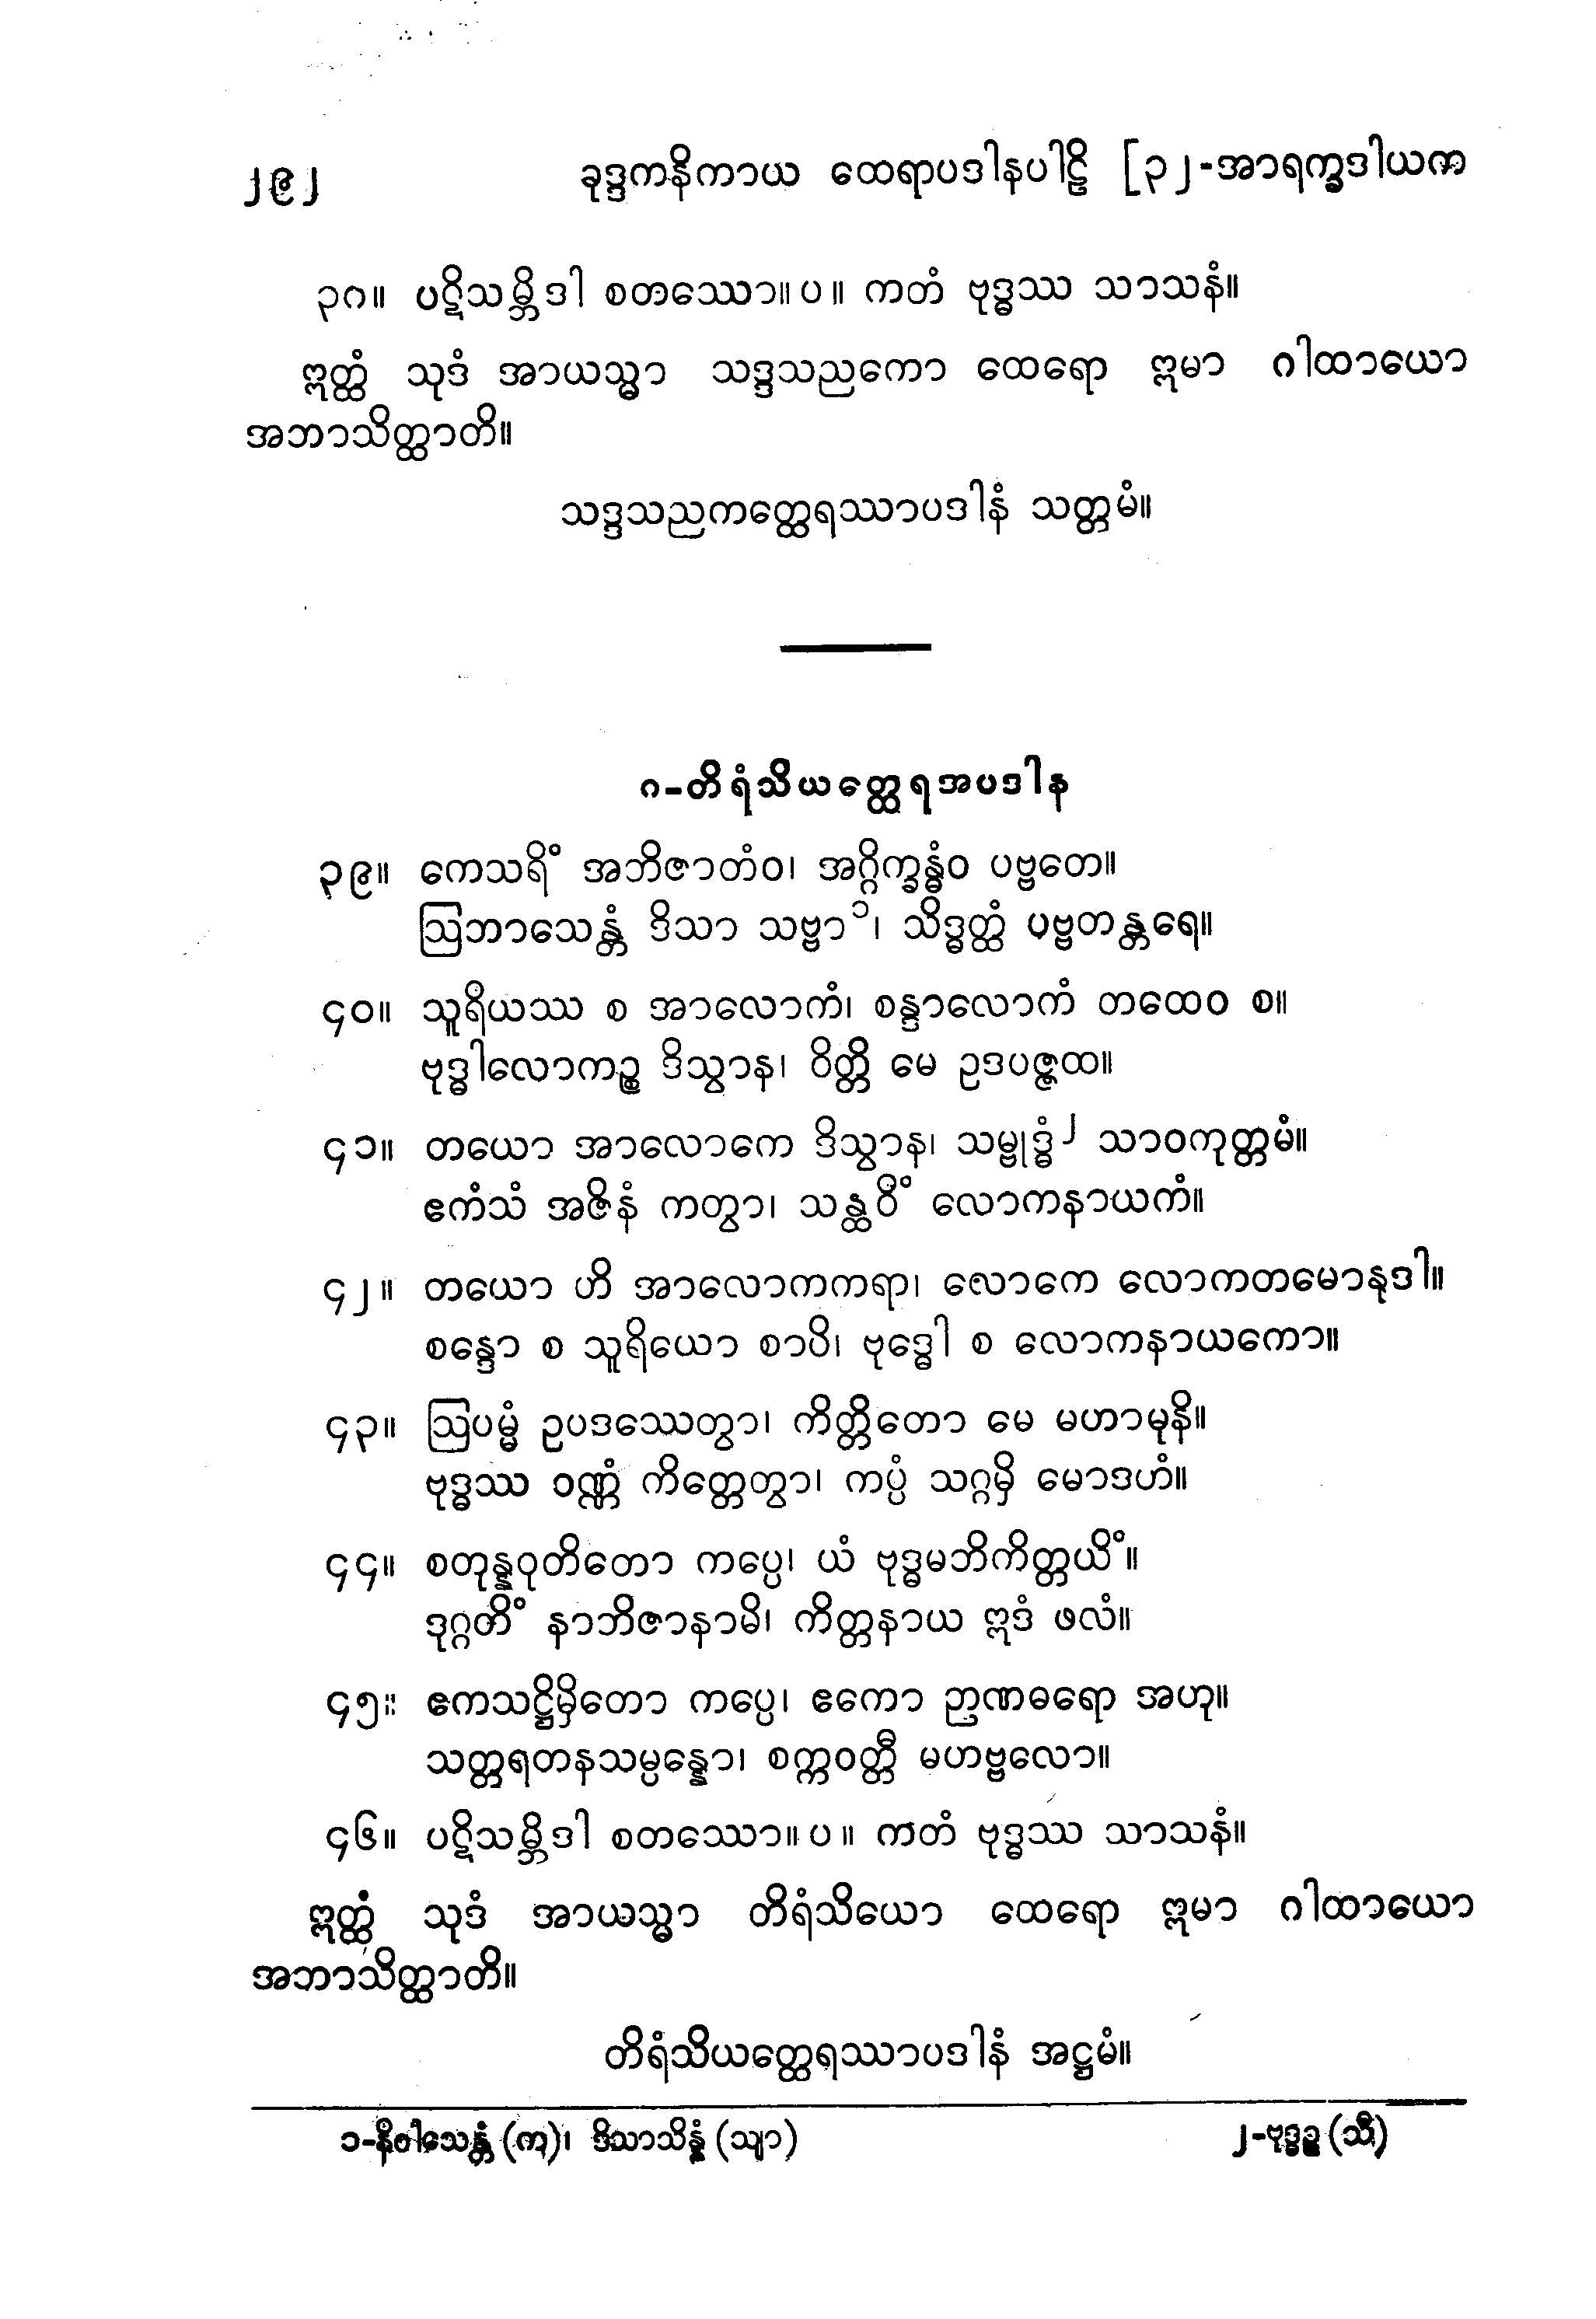 ၂၉၂ ခုဒ္ဒကနိကာယ ထေရာပဒါနပါဠိ [၃၂-အာရက္ခဒါယက
၃၈။ ပဋိသမ္ဘိဒါ စတဿော။ ပ။ ကတံ ဗုဒ္ဓဿ သာသနံ။
ဣတ္ထံ သုဒံ အာယသ္မာ သဒ္ဒသညကော ထေရော ဣမာ ဂါထာယော
အဘာသိတ္ထာတိ။
သဒ္ဒသညကတ္ထေရဿာပဒါနံ သတ္တမံ။
၈-တိရံသိယတ္ထေရအပဒါန
၃၉။ ကေသရိံ အဘိဇာတံဝ၊ အဂ္ဂိက္ခန္ဓံဝ ပဗ္ဗတေ။
ဩဘာသေန္တံ ဒိသာ သဗ္ဗာ၁၊ သိဒ္ဓတ္ထံ ပဗ္ဗတန္တရေ။
၄၀။ သူရိယဿ စ အာလောကံ၊ စန္ဒာလောကံ တထေဝ စ။
ဗုဒ္ဓါလောကဉ္စ ဒိသွာန၊ ဝိတ္တိ မေ ဥဒပဇ္ဇထ။
၄၁။ တယော အာလောကေ ဒိသွာန၊ သမ္ဗုဒ္ဓံ၂ သာဝကုတ္တမံ။
ဧကံသံ အဇိနံ ကတွာ၊ သန္ထဝိံ လောကနာယကံ။
၄၂။ တယော ဟိ အာလောကကရာ၊ လောကေ လောကတမောနုဒါ။
စန္ဒော စ သူရိယော စာပိ၊ ဗုဒ္ဓေါ စ လောကနာယကော။
၄၃။ ဩပမ္မံ ဥပဒဿေတွာ၊ ကိတ္တိတော မေ မဟာမုနိ။
ဗုဒ္ဓဿ ဝဏ္ဏံ ကိတ္တေတွာ၊ ကပ္ပံ သဂ္ဂမှိ မောဒဟံ။
၄၄။ စတုန္နဝုတိတော ကပ္ပေ၊ ယံ ဗုဒ္ဓမဘိကိတ္တယိံ။
ဒုဂ္ဂတိံ နာဘိဇာနာမိ၊ ကိတ္တနာယ ဣဒံ ဖလံ။
၄၅။ ဧကသဋ္ဌိမှိတော ကပ္ပေ၊ ဧကော ဉာဏဓရော အဟု။
သတ္တရတနသမ္ပန္နော၊ စက္ကဝတ္တီ မဟဗ္ဗလော။
၄၆။ ပဋိသမ္ဘိဒါ စတဿော။ ပ။ ကတံ ဗုဒ္ဓဿ သာသနံ။
ဣတ္ထံ သုဒံ အာယသ္မာ တိရံသိယော ထေရော ဣမာ ဂါထာယော
အဘာသိတ္ထာတိ။
တိရံသိယတ္ထေရဿာပဒါနံ အဋ္ဌမံ။
၁-နိဝါသေန္တံ (က)၊ ဒိသာသိန္နံ (သျာ) ၂-ဗုဒ္ဓဉ္စ (သီ)